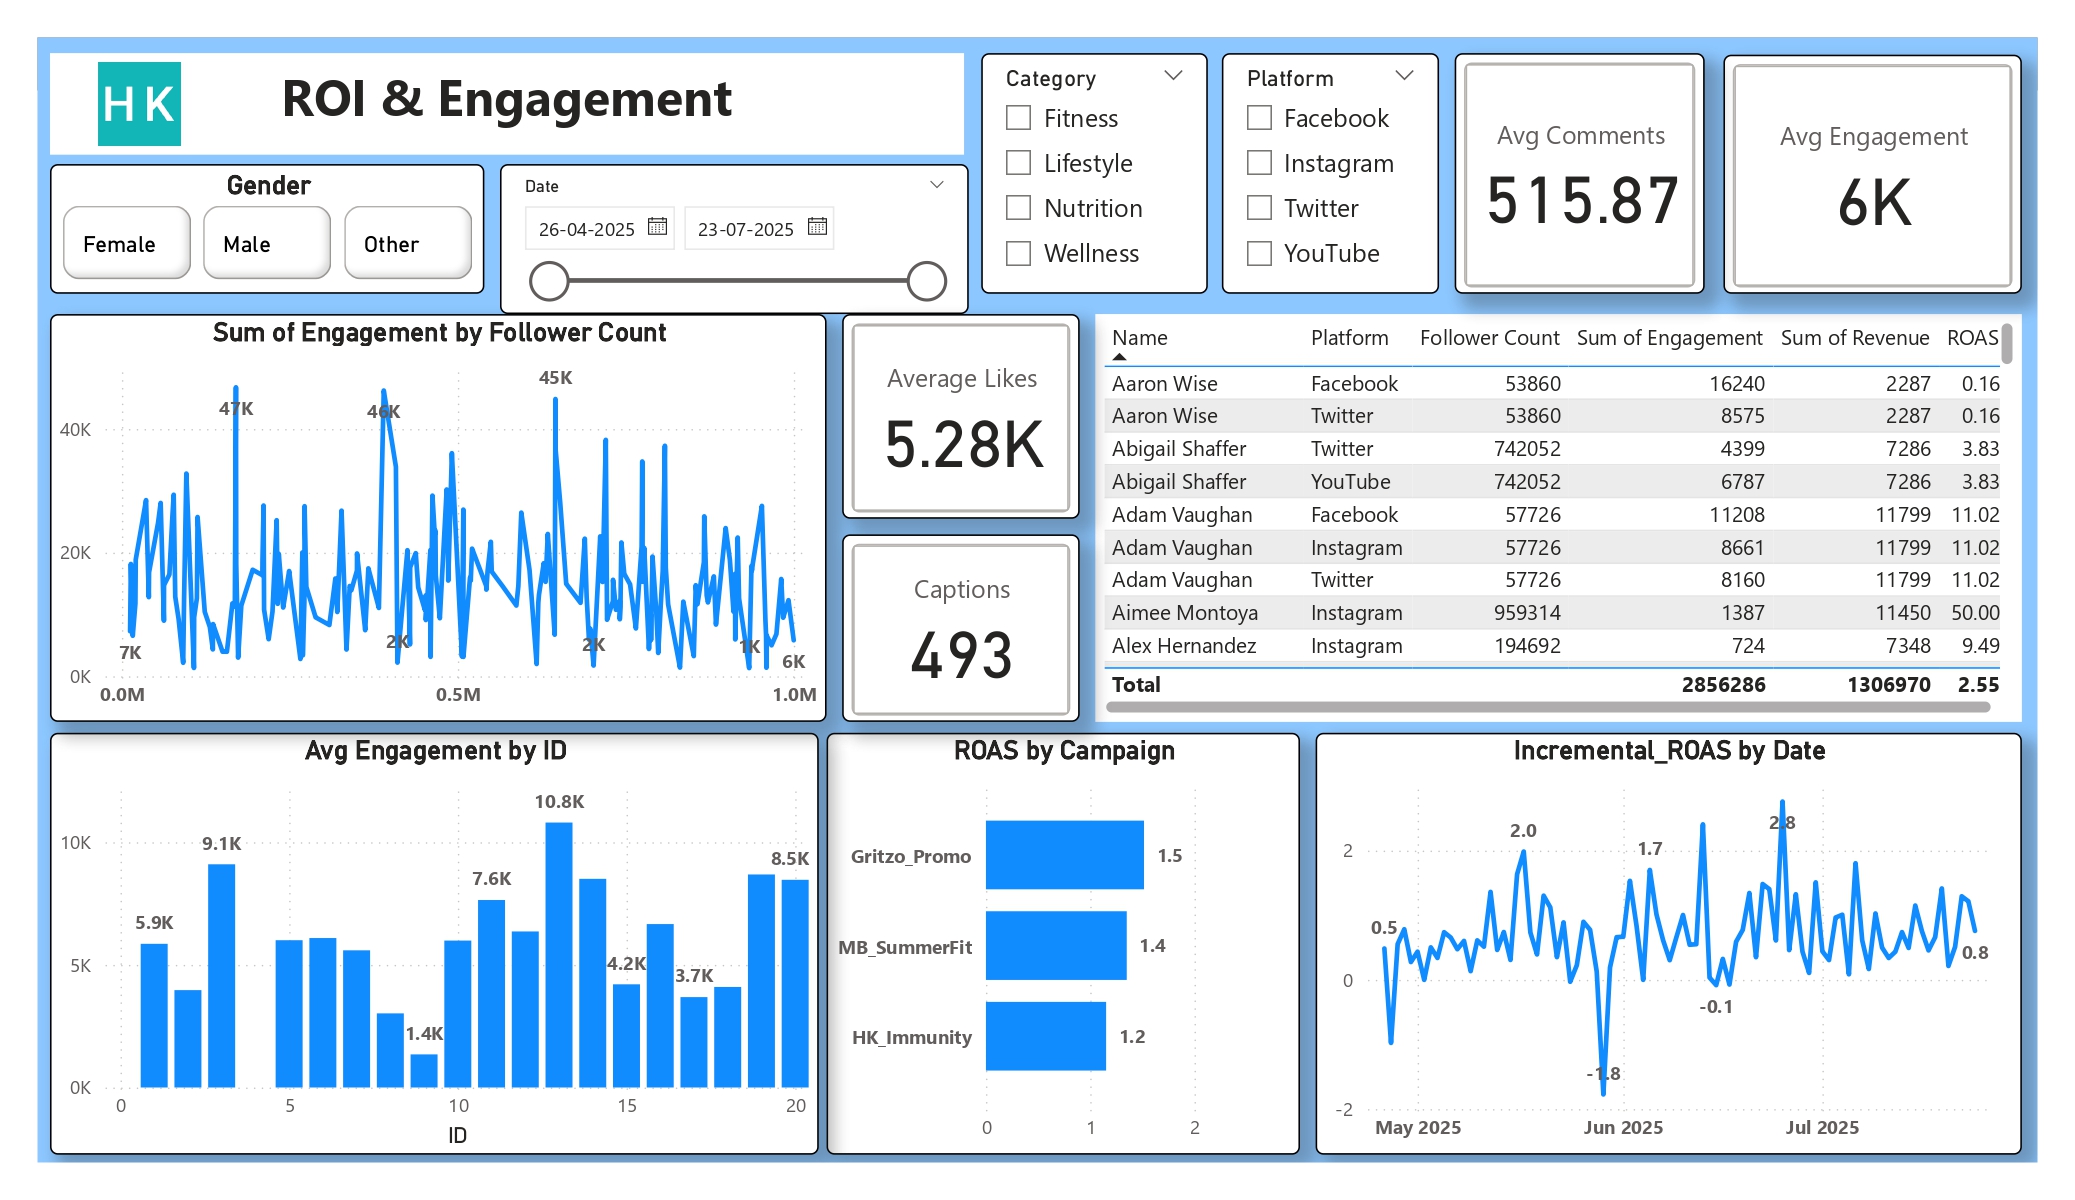 HK
ROI & Engagement
Gender
Female Male Other
Date
26-04-2025 23-07-2025
Category
Fitness
Lifestyle
Nutrition
Wellness
Platform
Facebook
Instagram
Twitter
YouTube
Avg Comments
515.87
Avg Engagement
6K
Sum of Engagement by Follower Count
45K
47K 46K
40K
20K
2K 2K 1K
7K 6K
0K
0.0M 0.5M 1.0M
Average Likes
5.28K
Captions
493
Name Platform Follower Count Sum of Engagement Sum of Revenue ROAS
Aaron Wise Facebook 53860 16240 2287 0.16
Aaron Wise Twitter 53860 8575 2287 0.16
Abigail Shaffer Twitter 742052 4399 7286 3.83
Abigail Shaffer YouTube 742052 6787 7286 3.83
Adam Vaughan Facebook 57726 11208 11799 11.02
Adam Vaughan Instagram 57726 8661 11799 11.02
Adam Vaughan Twitter 57726 8160 11799 11.02
Aimee Montoya Instagram 959314 1387 11450 50.00
Alex Hernandez Instagram 194692 724 7348 9.49
Total 2856286 1306970 2.55
Avg Engagement by ID
10.8K
10K 9.1K 8.5K
7.6K
5.9K
5K 4.2K 3.7K
1.4K
0K
0 5 10 15 20
ID
ROAS by Campaign
Gritzo_Promo 1.5
MB_SummerFit 1.4
HK_Immunity 1.2
0 1 2
Incremental_ROAS by Date
2.0 2.8
2 1.7
0.5 0.8
0 -0.1
-1.8
-2
May 2025 Jun 2025 Jul 2025